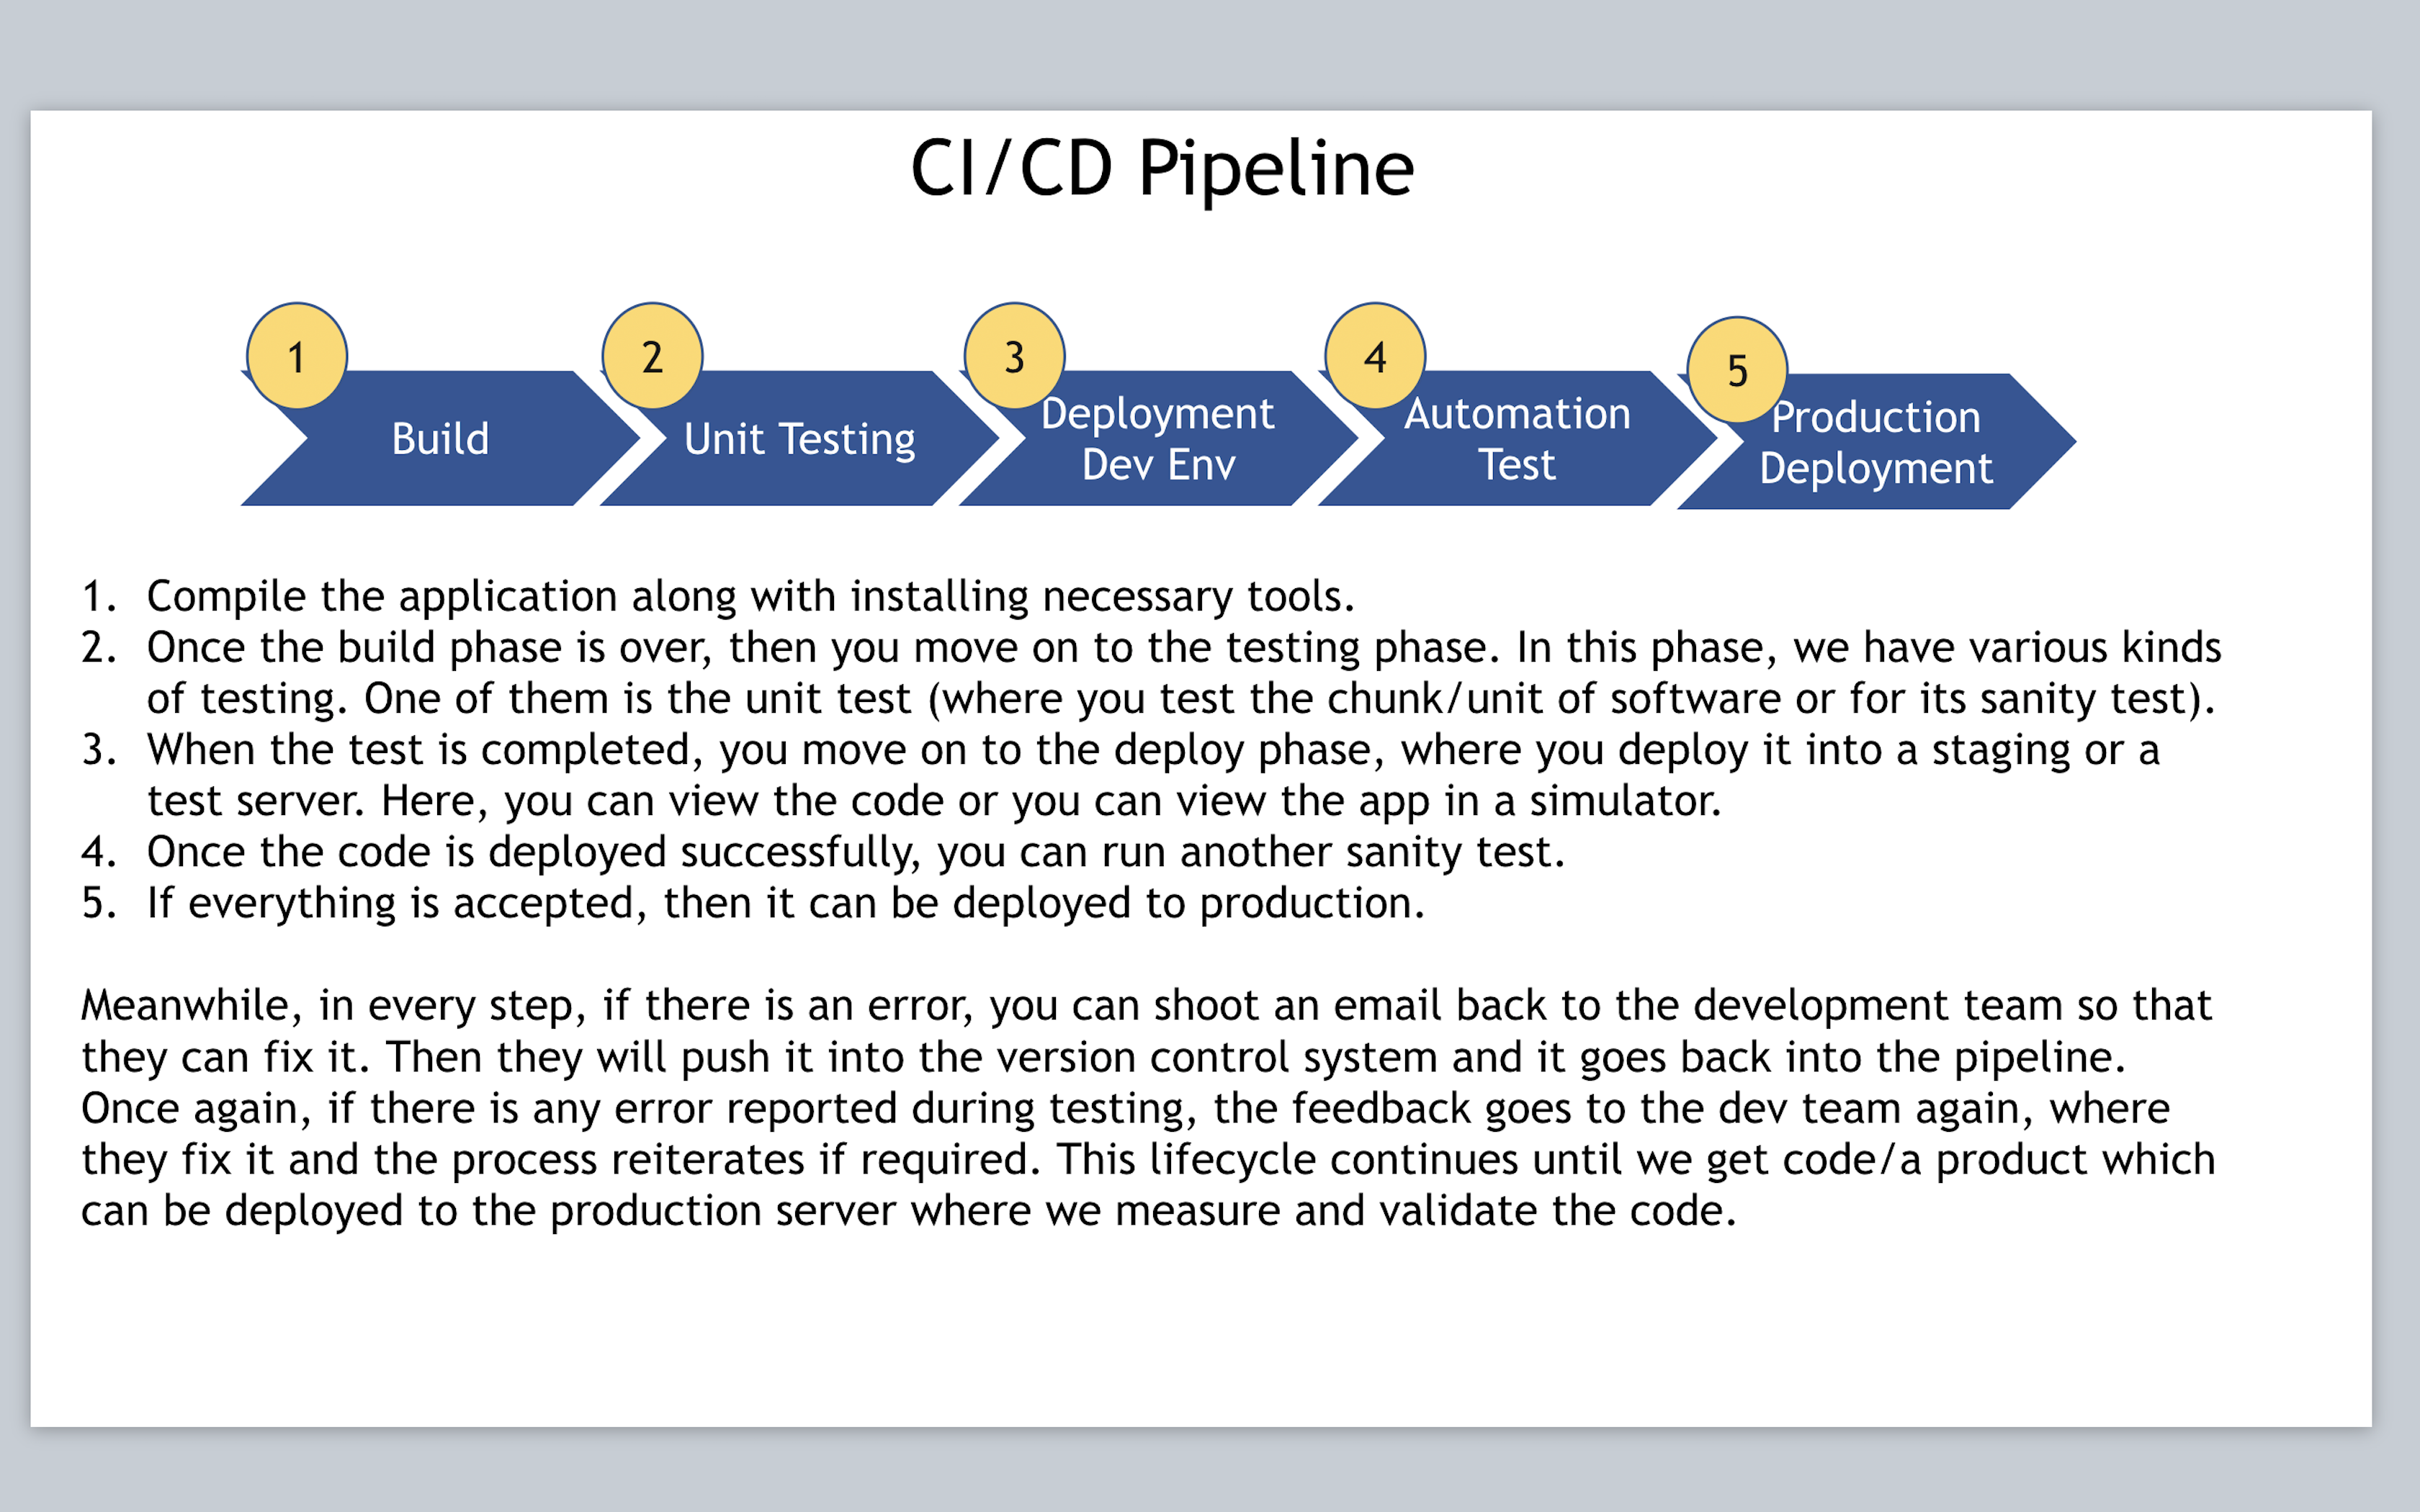 CI/CD Pipeline
1
2
3
4
5
Build
Unit Testing
Deployment
Dev Env
Automation
Test
Production
Deployment
1. Compile the application along with installing necessary tools.
2. Once the build phase is over, then you move on to the testing phase. In this phase, we have various kinds
of testing. One of them is the unit test (where you test the chunk/unit of software or for its sanity test).
3. When the test is completed, you move on to the deploy phase, where you deploy it into a staging or a
test server. Here, you can view the code or you can view the app in a simulator.
4. Once the code is deployed successfully, you can run another sanity test.
5. If everything is accepted, then it can be deployed to production.
Meanwhile, in every step, if there is an error, you can shoot an email back to the development team so that
they can fix it. Then they will push it into the version control system and it goes back into the pipeline.
Once again, if there is any error reported during testing, the feedback goes to the dev team again, where
they fix it and the process reiterates if required. This lifecycle continues until we get code/a product which
can be deployed to the production server where we measure and validate the code.